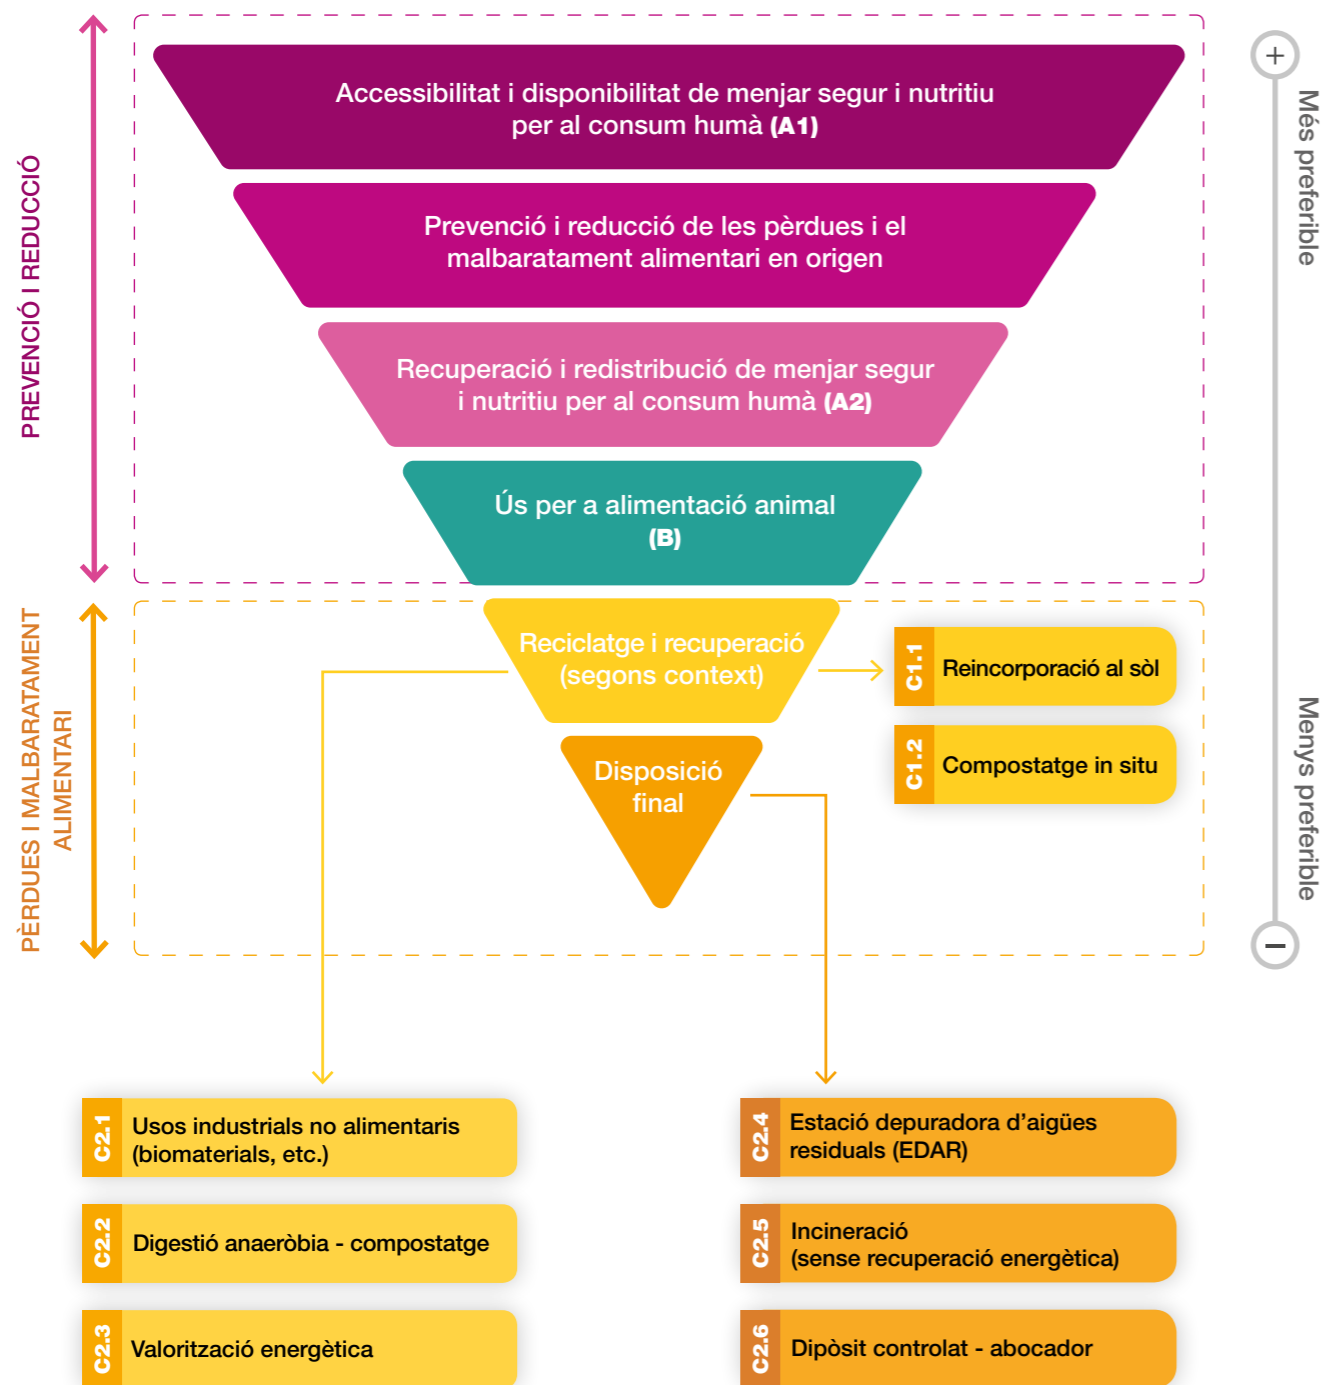 PREVENCIÓ I REDUCCIÓ
Accessibilitat i disponibilitat de menjar segur i nutritiu
per al consum humà (A1)
Prevenció i reducció de les pèrdues i el
malbaratament alimentari en origen
Recuperació i redistribució de menjar segur
i nutritiu per al consum humà (A2)
Ús per a alimentació animal
(B)
+
Més preferible
PÈRDUES I MALBARATAMENT
ALIMENTARI
Reciclatge i recuperació
(segons context)
C1.1
Reincorporació al sòl
C1.2
Compostatge in situ
Disposició
final
Menys preferible
−
C2.1
Usos industrials no alimentaris
(biomaterials, etc.)
C2.2
Digestió anaeròbia - compostatge
C2.3
Valorització energètica
C2.4
Estació depuradora d’aigües
residuals (EDAR)
C2.5
Incineració
(sense recuperació energètica)
C2.6
Dipòsit controlat - abocador